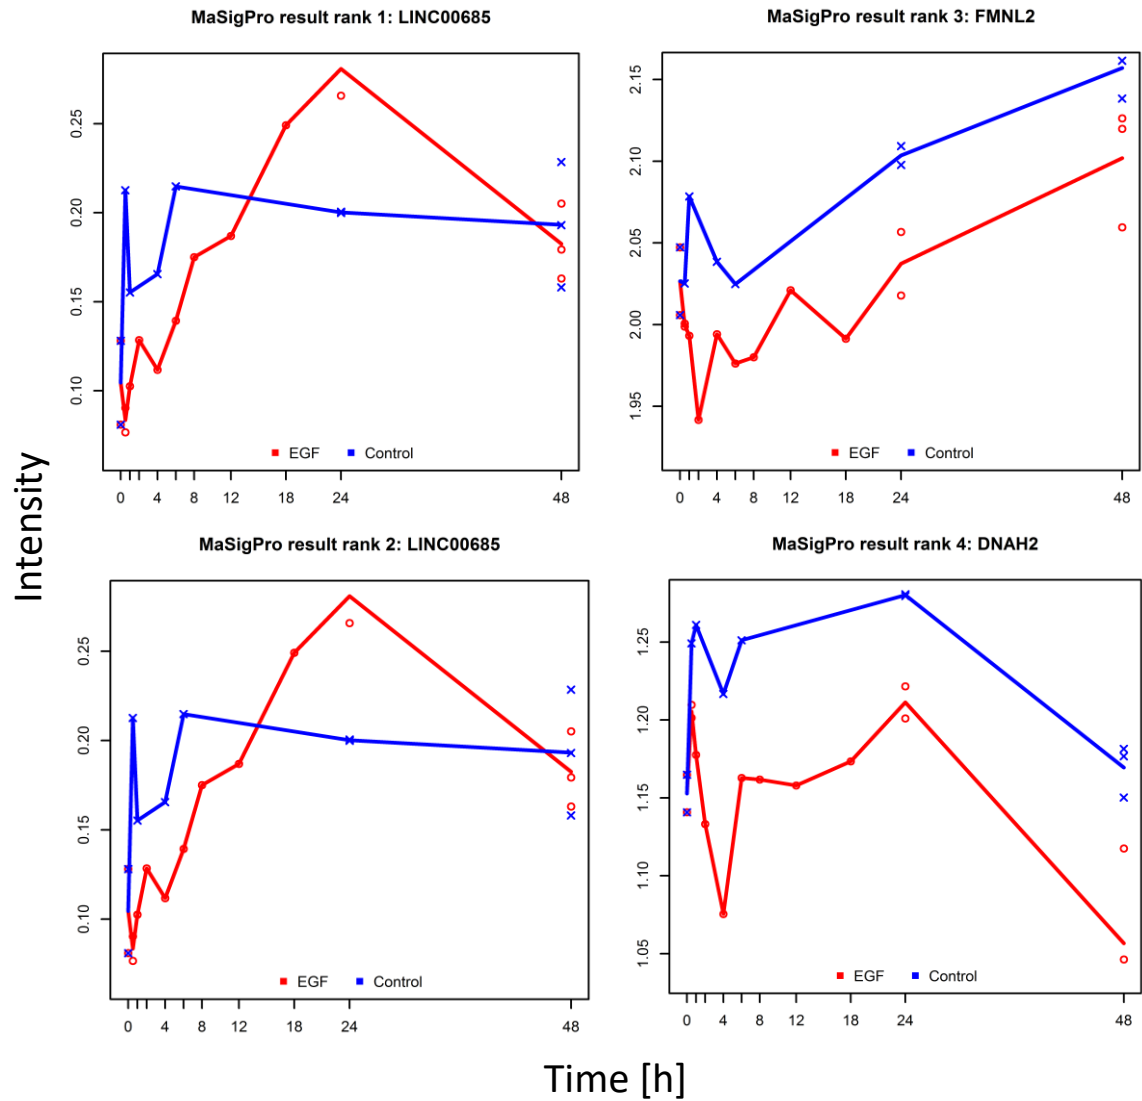 MaSigPro result rank 1: LINC00685
0.25
0.20
0.15
0.10
EGF Control
0 4 8 12 18 24 48
MaSigPro result rank 3: FMNL2
2.15
2.10
2.05
2.00
1.95
EGF Control
0 4 8 12 18 24 48
Intensity
MaSigPro result rank 2: LINC00685
0.25
0.20
0.15
0.10
EGF Control
0 4 8 12 18 24 48
MaSigPro result rank 4: DNAH2
1.25
1.20
1.15
1.10
1.05
EGF Control
0 4 8 12 18 24 48
Time [h]